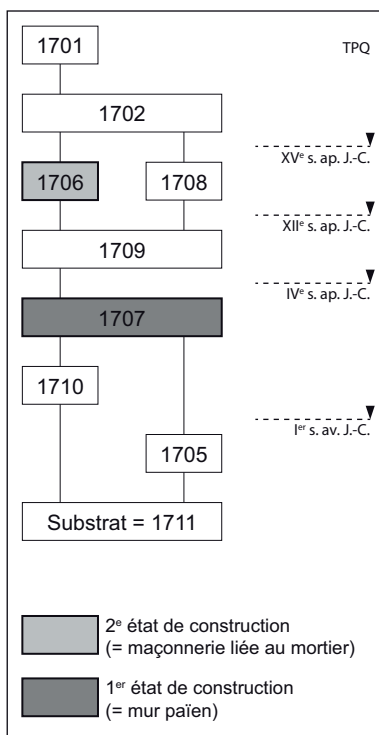 1701
TPQ
1702
XVe s. ap. J.-C.
1706
1708
XIIe s. ap. J.-C.
1709
IVe s. ap. J.-C.
1707
1710
Ier s. av. J.-C.
1705
Substrat = 1711
2e état de construction
(= maçonnerie liée au mortier)
1er état de construction
(= mur païen)